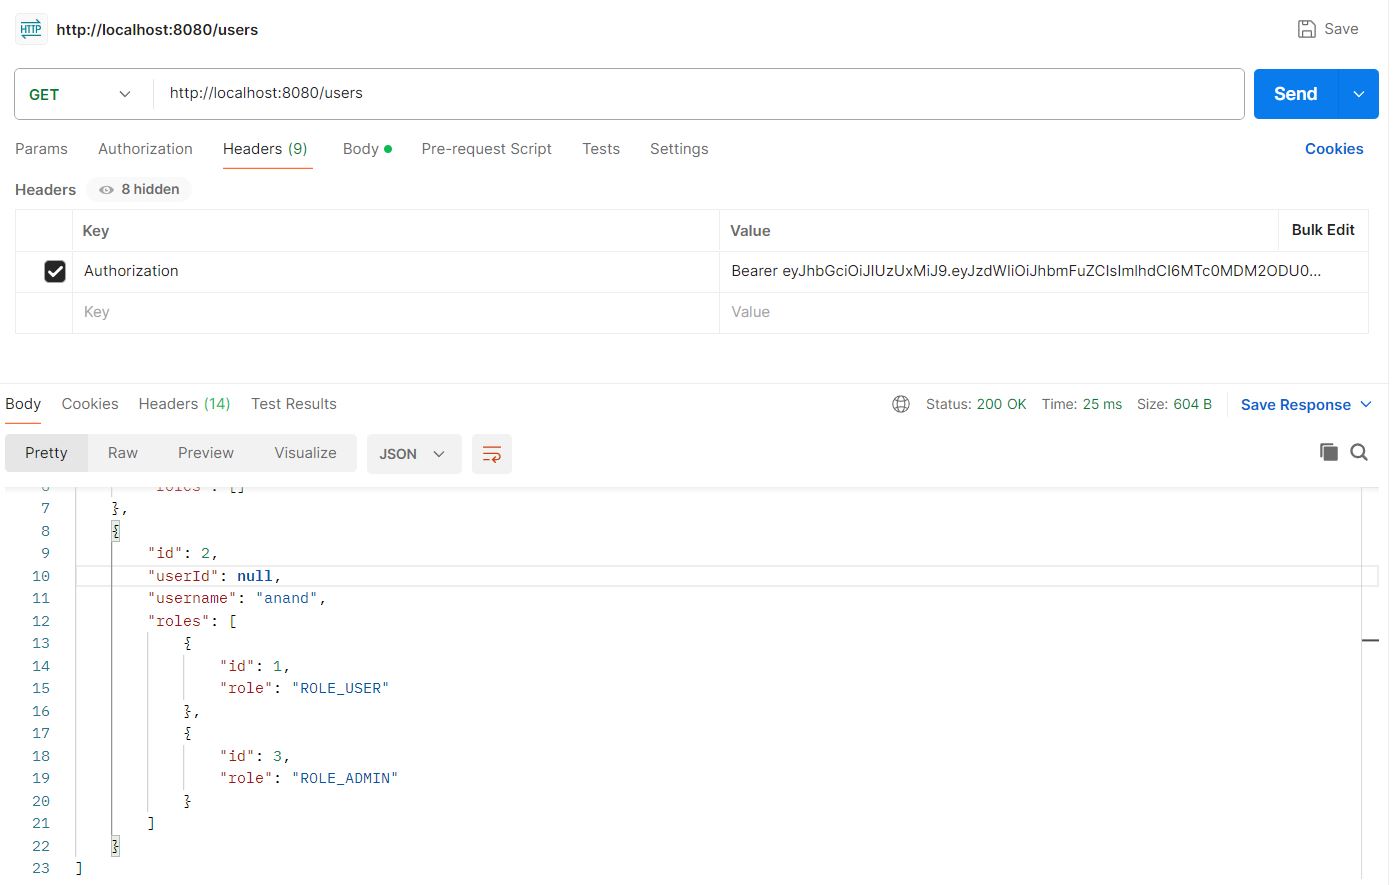 HTTP http://localhost:8080/users Save
GET http://localhost:8080/users Send
Params Authorization Headers (9) Body Pre-request Script Tests Settings Cookies
Headers 8 hidden
Key Value Bulk Edit
Authorization Bearer eyJhbGciOiJIUzUxMiJ9.eyJzdWIiOiJhbmFuZCIsImlhdCI6MTc0MDM2ODU0...
Key Value
Body Cookies Headers (14) Test Results Status: 200 OK Time: 25 ms Size: 604 B Save Response
Pretty Raw Preview Visualize JSON
6 "roles": []
7 },
8 {
9 "id": 2,
10 "userId": null,
11 "username": "anand",
12 "roles": [
13 {
14 "id": 1,
15 "role": "ROLE_USER"
16 },
17 {
18 "id": 3,
19 "role": "ROLE_ADMIN"
20 }
21 ]
22 }
23 ]